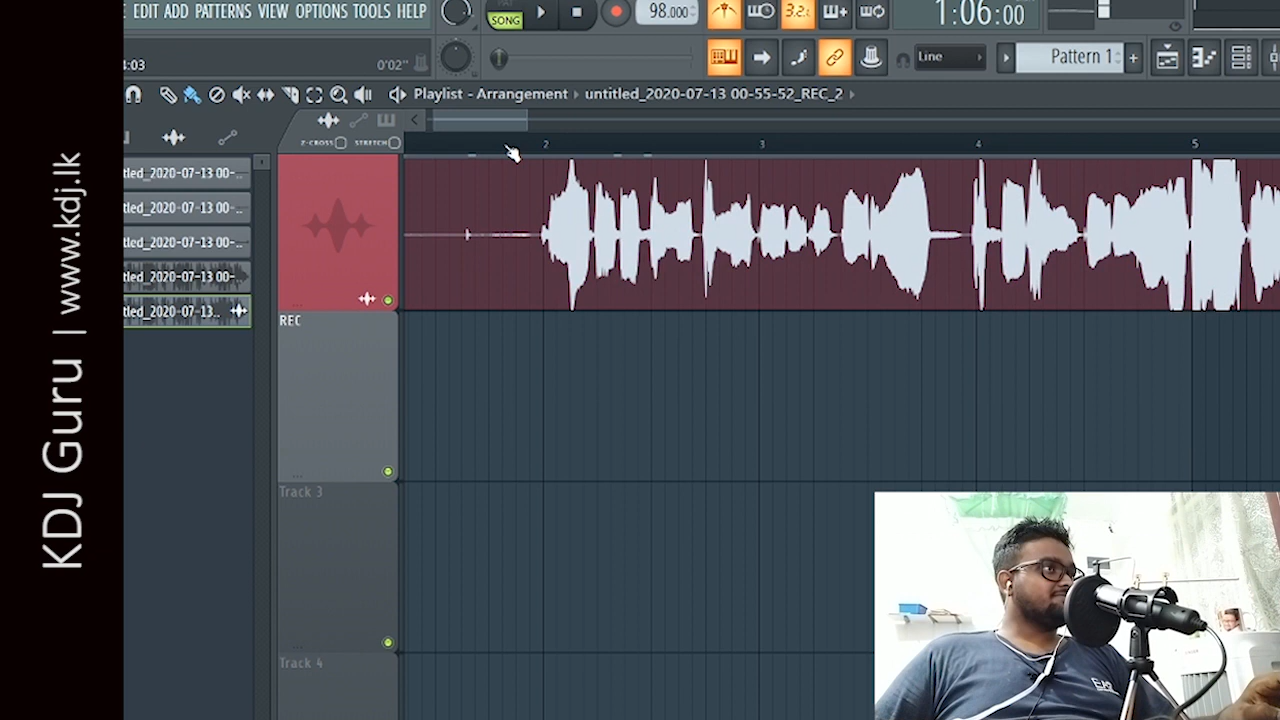 KDJ Guru | www.kdj.lk
EDIT ADD PATTERNS VIEW OPTIONS TOOLS HELP
SONG
98.000
3.2.
1:06:00
:03
0'02"
Line
Pattern 1
Playlist - Arrangement
untitled_2020-07-13 00-55-52_REC_2
Z-CROSS
STRETCH
2
3
4
5
tled_2020-07-13 00-..
tled_2020-07-13 00-..
tled_2020-07-13 00-..
tled_2020-07-13 00-
tled_2020-07-13..
REC
Track 3
Track 4